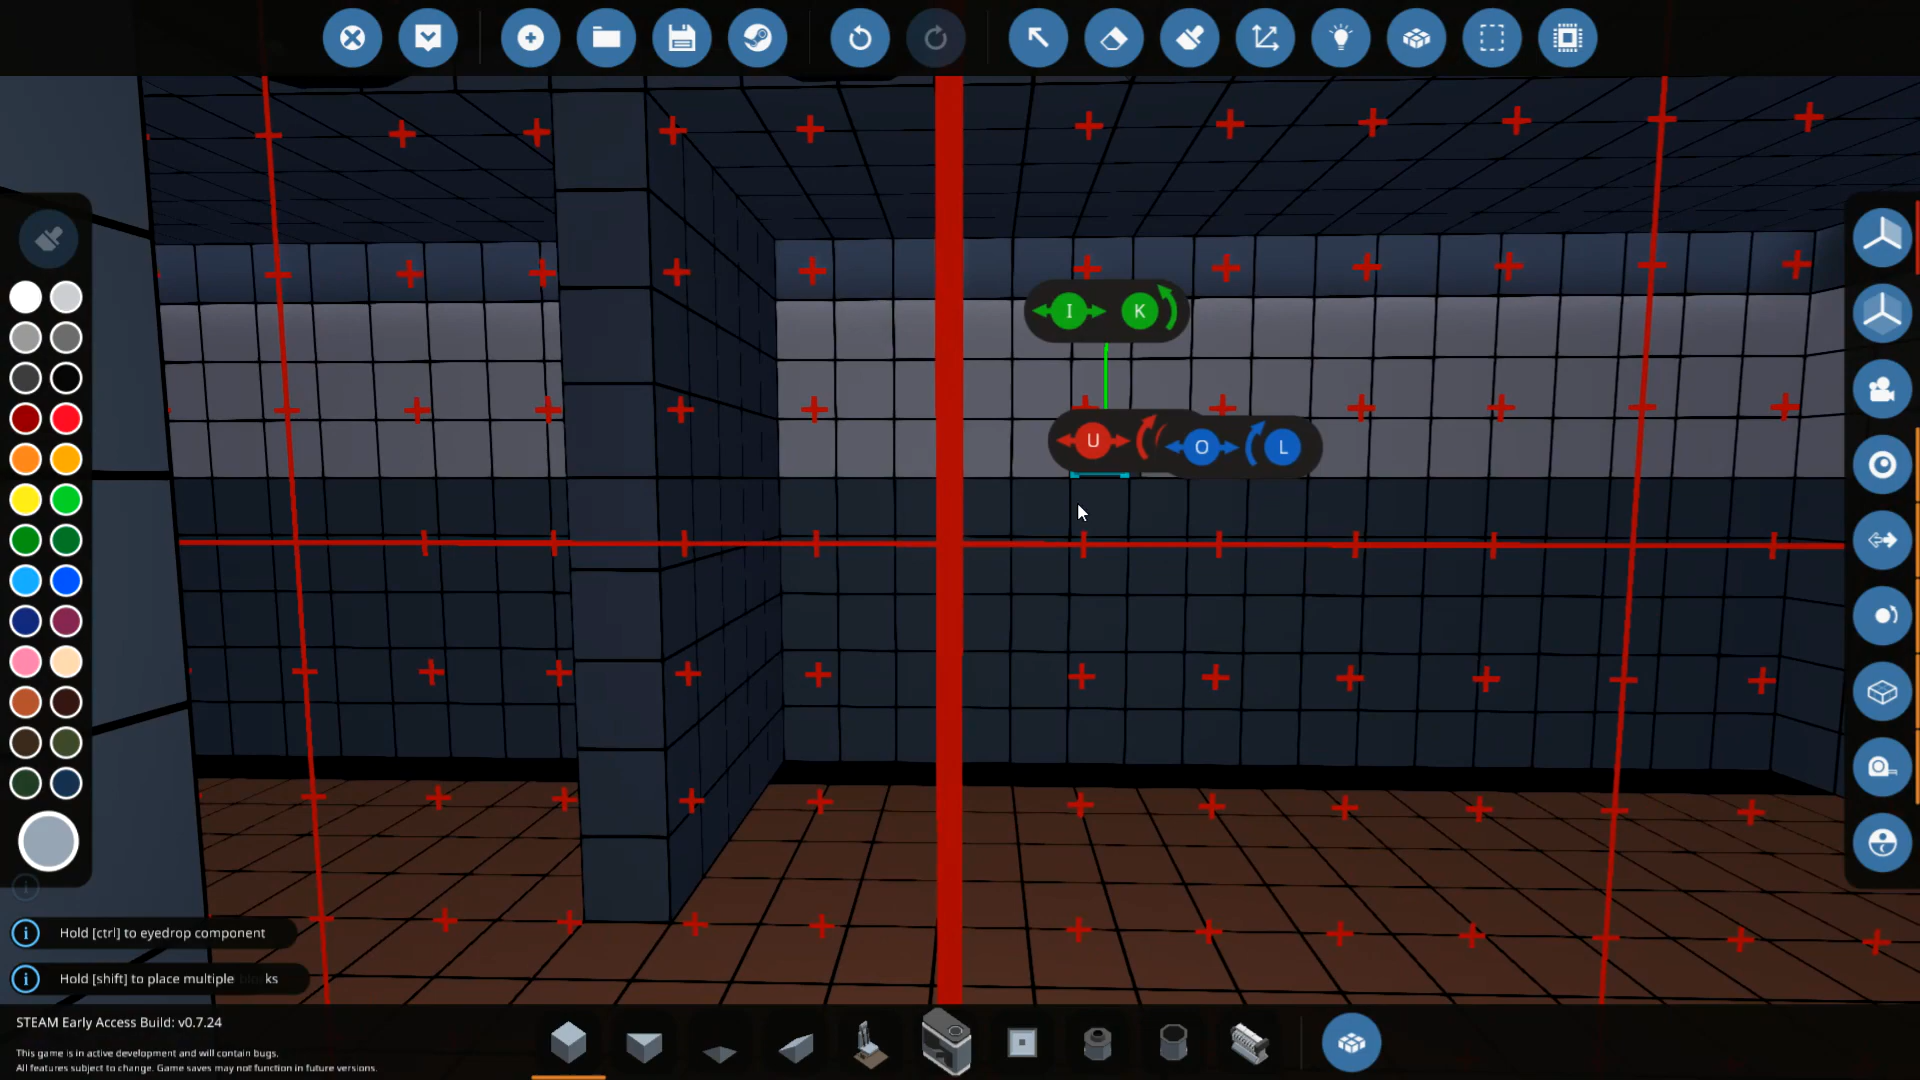 I K
U O L
Hold [ctrl] to eyedrop component
Hold [shift] to place multiple blocks
STEAM Early Access Build: v0.7.24
This game is in active development and will contain bugs.
All features subject to change. Game saves may not function in future versions.